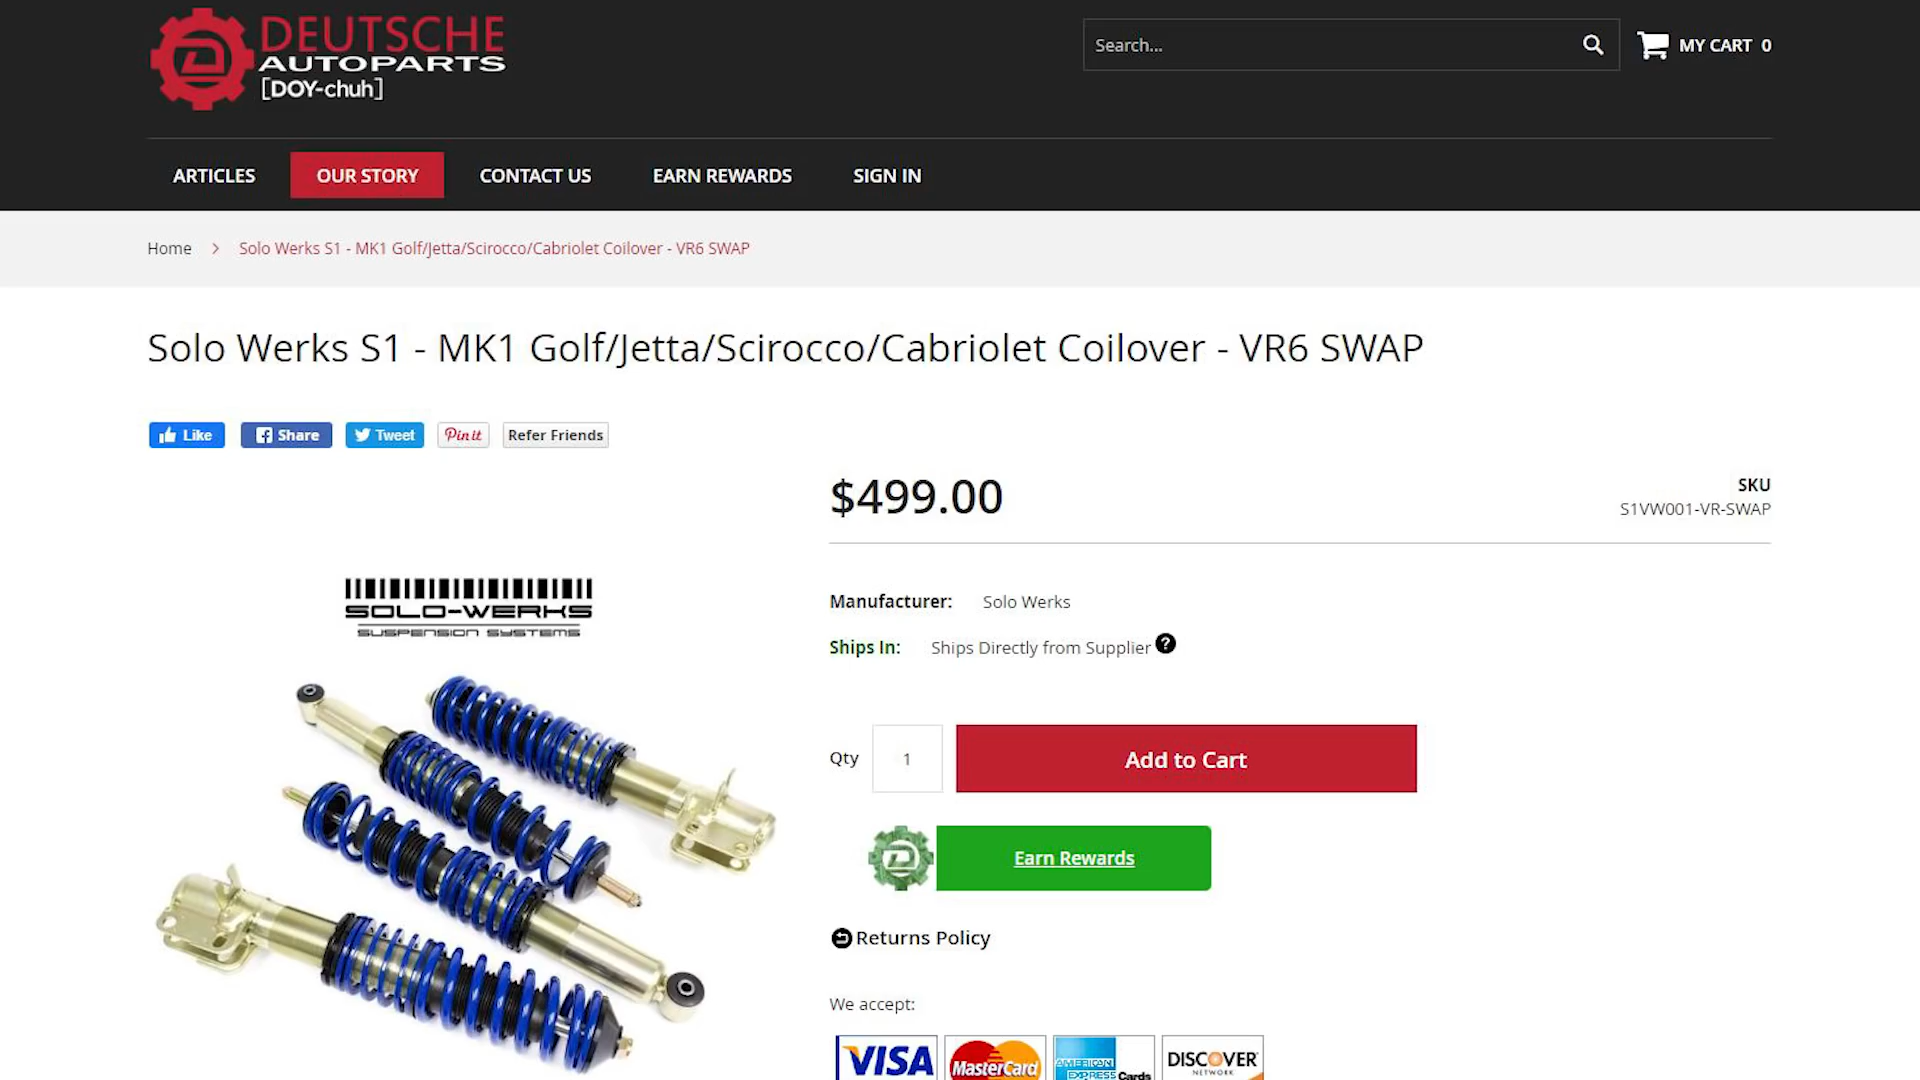 DEUTSCHE
AUTOPARTS
[DOY-chuh]
Search...
MY CART 0
ARTICLES
OUR STORY
CONTACT US
EARN REWARDS
SIGN IN
Home
Solo Werks S1 - MK1 Golf/Jetta/Scirocco/Cabriolet Coilover - VR6 SWAP
Solo Werks S1 - MK1 Golf/Jetta/Scirocco/Cabriolet Coilover - VR6 SWAP
Like
Share
Tweet
Pin it
Refer Friends
$499.00
SKU
S1VW001-VR-SWAP
SOLO-WERKS
SUSPENSION SYSTEMS
Manufacturer: Solo Werks
Ships In: Ships Directly from Supplier ?
Qty 1
Add to Cart
Earn Rewards
Returns Policy
We accept:
VISA
MasterCard
AMERICAN
EXPRESS Cards
DISCOVER
NETWORK